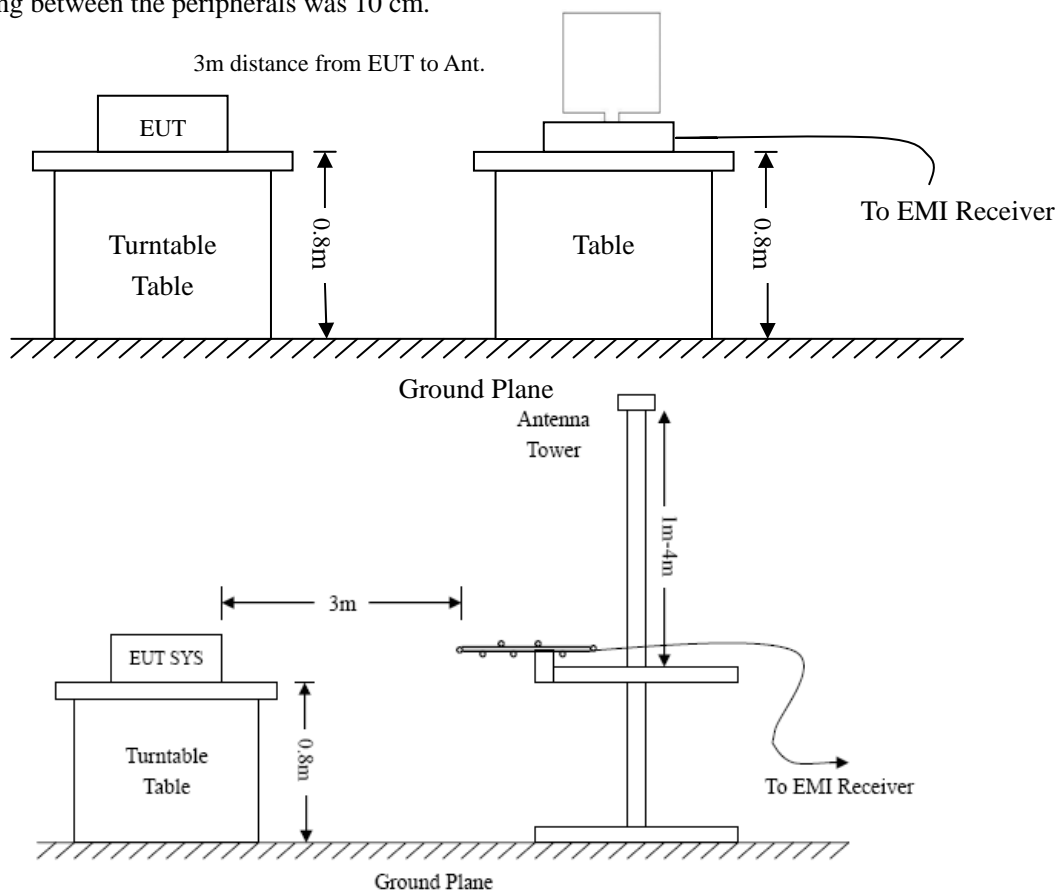 between the peripherals was 10 cm.
3m distance from EUT to Ant.
EUT
Turntable
Table
0.8m
Table
0.8m
To EMI Receiver
Ground Plane
Antenna
Tower
1m-4m
3m
EUT SYS
Turntable
Table
0.8m
To EMI Receiver
Ground Plane